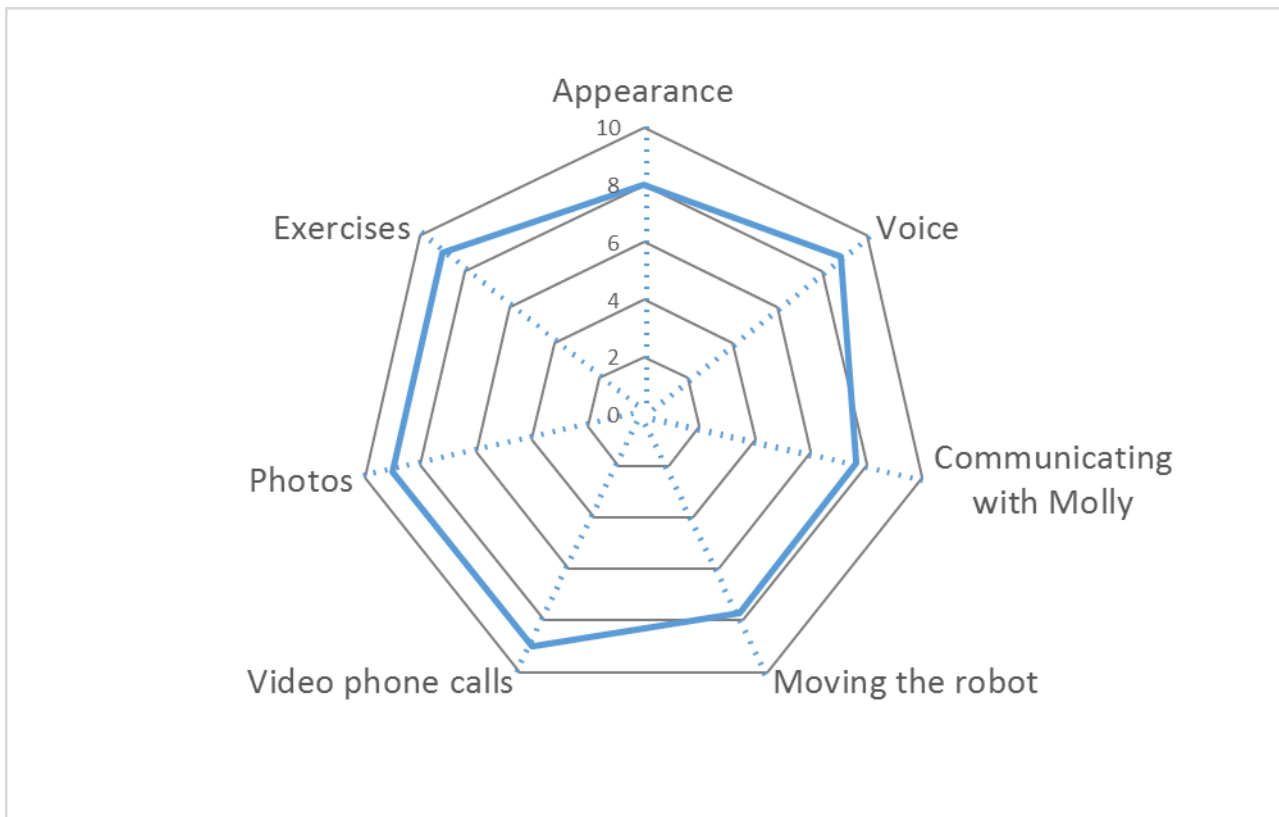 Appearance
10
8
6
4
2
0
Voice
Communicating
with Molly
Moving the robot
Video phone calls
Photos
Exercises